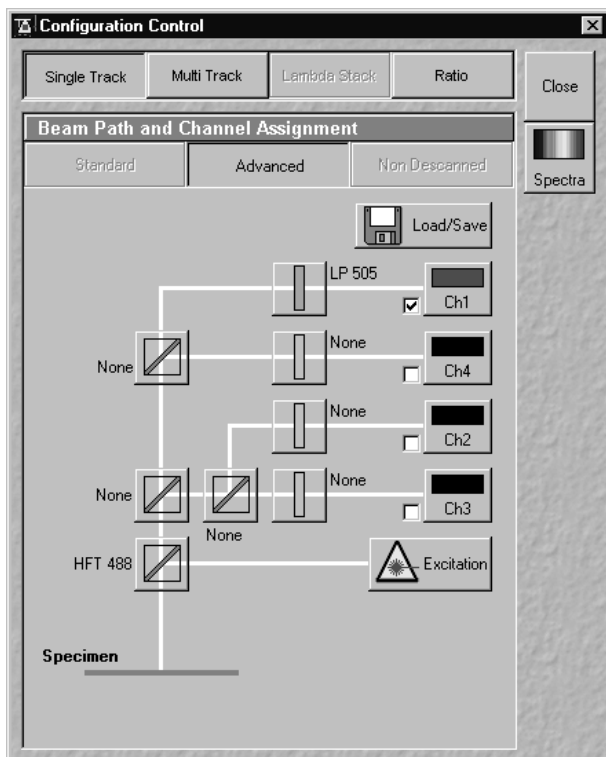 Configuration Control
Single Track
Multi Track
Lambda Stack
Ratio
Close
Beam Path and Channel Assignment
Standard
Advanced
Non Descanned
Spectra
Load/Save
LP 505
Ch1
None
None
Ch4
None
Ch2
None
None
Ch3
None
HFT 488
Excitation
Specimen